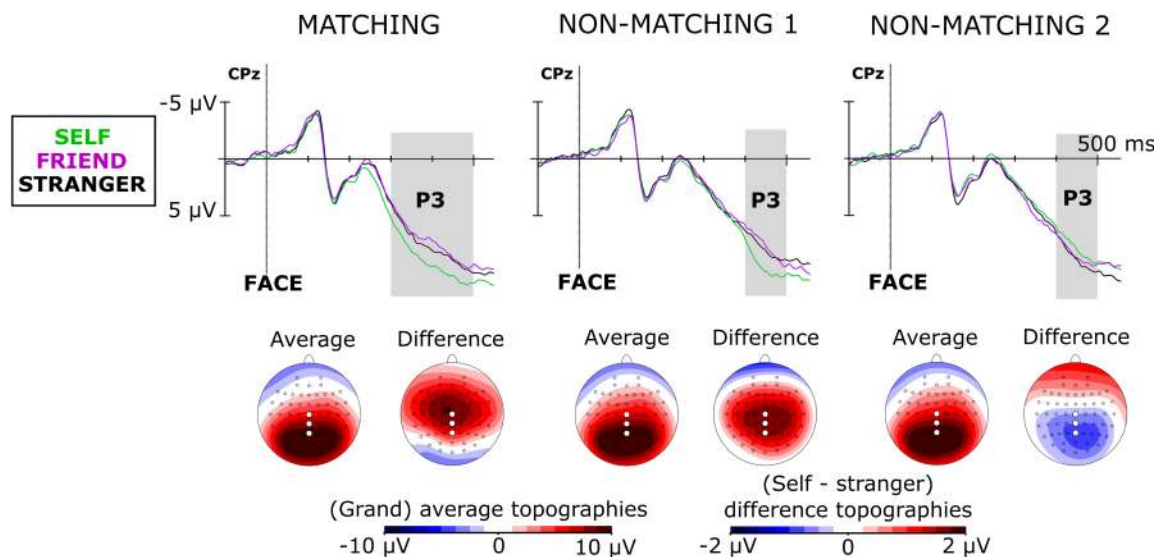 MATCHING
NON-MATCHING 1
NON-MATCHING 2
CPz
CPz
CPz
-5 µV
SELF
FRIEND
STRANGER
500 ms
5 µV
P3
P3
P3
FACE
FACE
FACE
Average
Difference
Average
Difference
Average
Difference
(Grand) average topographies
-10 µV
0
10 µV
(Self - stranger)
difference topographies
-2 µV
0
2 µV